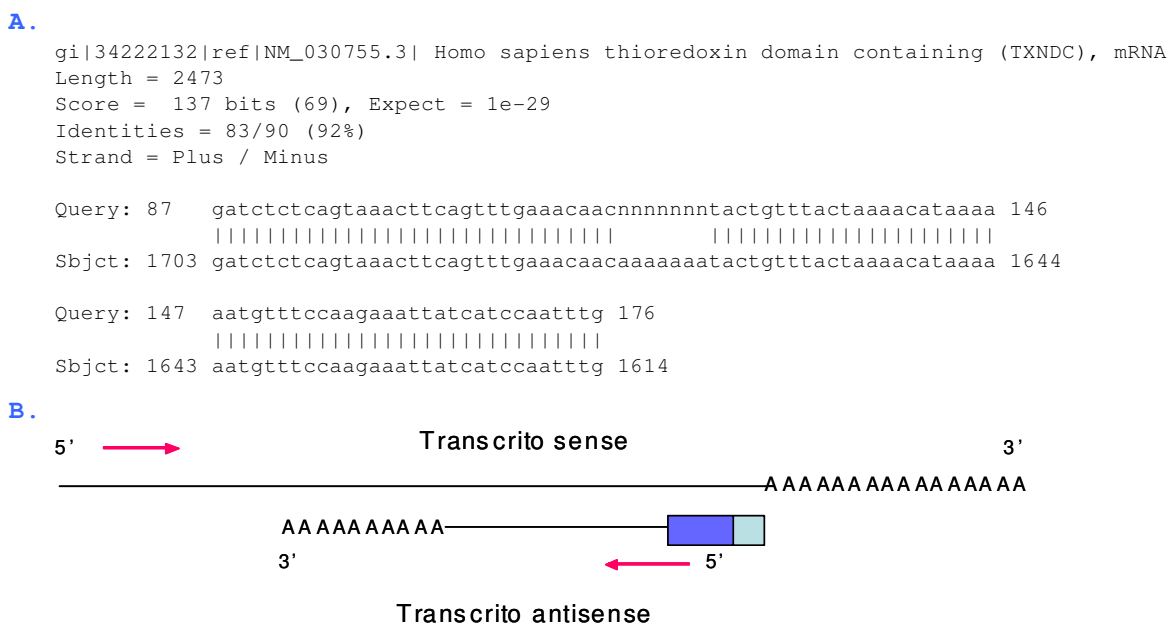 A.
gi|34222132|ref|NM_030755.3| Homo sapiens thioredoxin domain containing (TXNDC), mRNA
Length = 2473
Score = 137 bits (69), Expect = 1e-29
Identities = 83/90 (92%)
Strand = Plus / Minus
Query: 87 gatctctcagtaaacttcagtttgaaacaacnnnnnnntactgtttactaaaacataaaa 146
||||||||||||||||||||||||||||||| ||||||||||||||||||||||
Sbjct: 1703 gatctctcagtaaacttcagtttgaaacaacaaaaaaatactgtttactaaaacataaaa 1644
Query: 147 aatgtttccaagaaattatcatccaatttg 176
||||||||||||||||||||||||||||||
Sbjct: 1643 aatgtttccaagaaattatcatccaatttg 1614
B.
5’ Transcrito sense 3’
AAAAAAAAAAAAAAA
AAAAAAAAAA
3’ 5’
Transcrito antisense